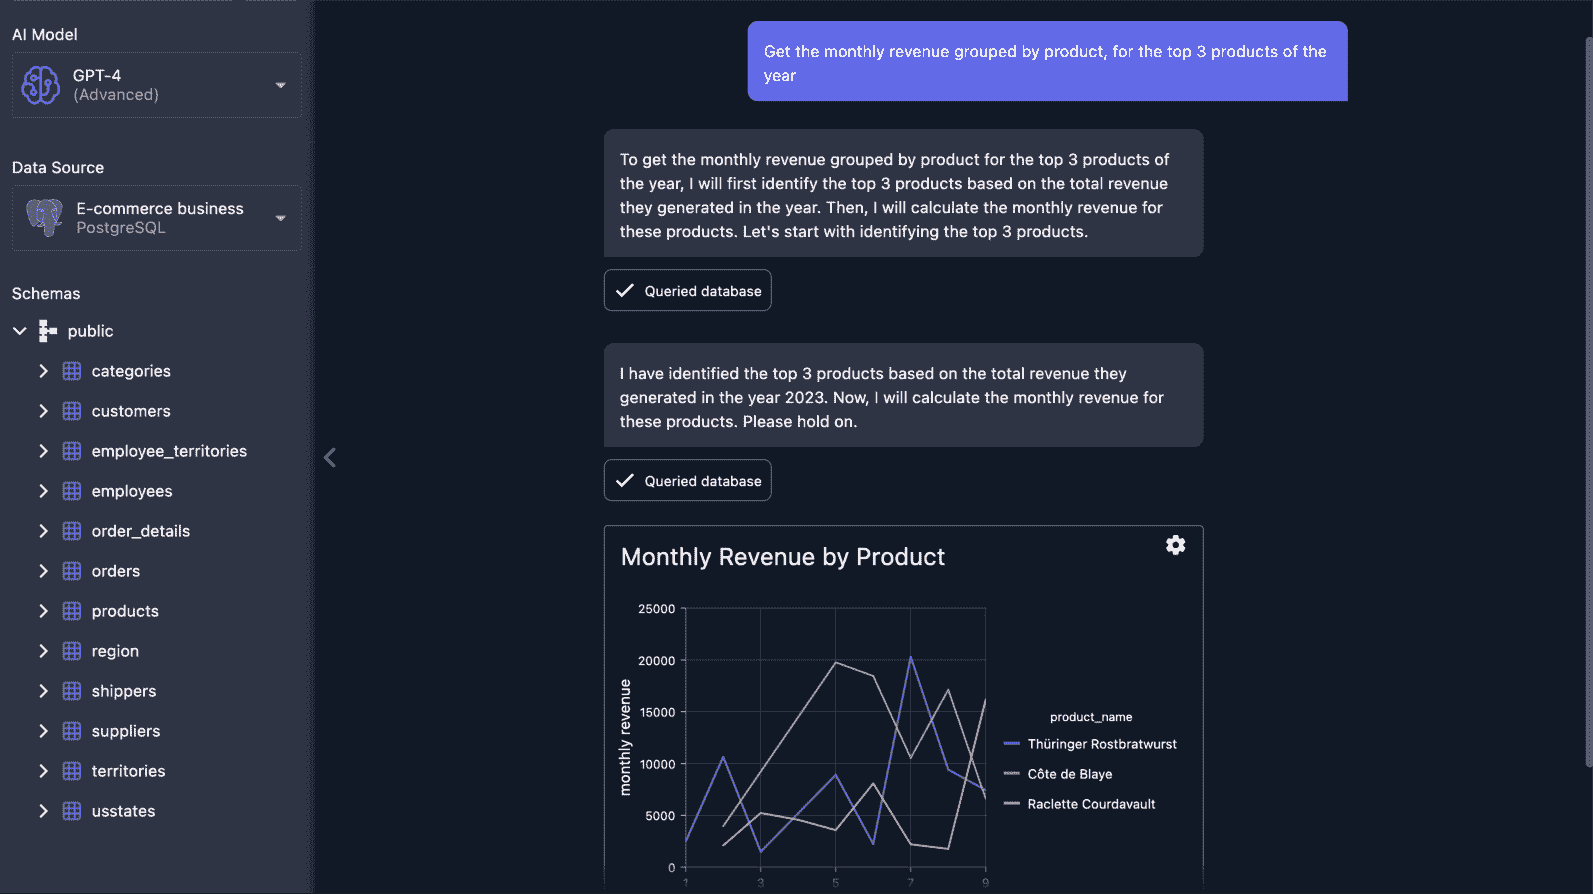 AI Model
GPT-4
(Advanced)
Data Source
E-commerce business
PostgreSQL
Schemas
public
categories
customers
employee_territories
employees
order_details
orders
products
region
shippers
suppliers
territories
usstates
Get the monthly revenue grouped by product, for the top 3 products of the
year
To get the monthly revenue grouped by product for the top 3 products of
the year, I will first identify the top 3 products based on the total revenue
they generated in the year. Then, I will calculate the monthly revenue for
these products. Let's start with identifying the top 3 products.
Queried database
I have identified the top 3 products based on the total revenue they
generated in the year 2023. Now, I will calculate the monthly revenue for
these products. Please hold on.
Queried database
Monthly Revenue by Product
monthly revenue
25000
20000
15000
10000
5000
0
1 3 5 7 9
product_name
Thüringer Rostbratwurst
Côte de Blaye
Raclette Courdavault